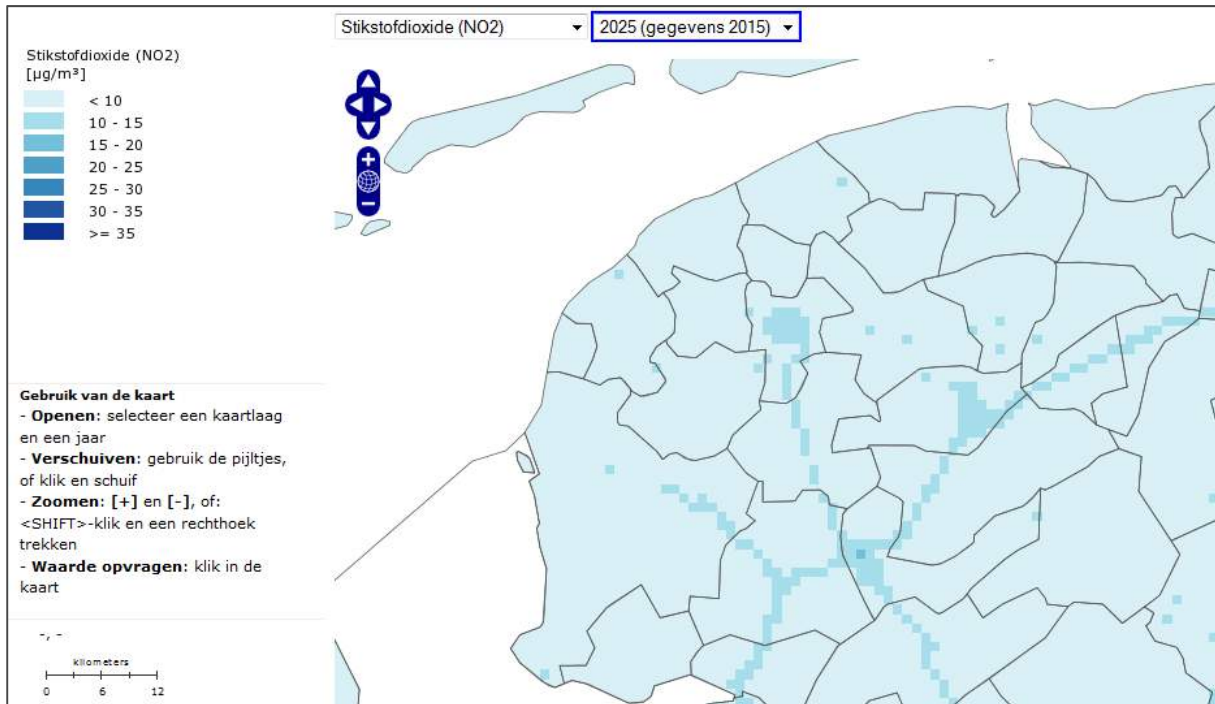 Stikstofdioxide (NO2)
2025 (gegevens 2015)
Stikstofdioxide (NO2)
[µg/m³]
< 10
10 - 15
15 - 20
20 - 25
25 - 30
30 - 35
>= 35
Gebruik van de kaart
- Openen: selecteer een kaartlaag
en een jaar
- Verschuiven: gebruik de pijltjes,
of klik en schuif
- Zoomen: [+] en [-], of:
<SHIFT>-klik en een rechthoek
trekken
- Waarde opvragen: klik in de
kaart
-, -
kilometers
0 6 12